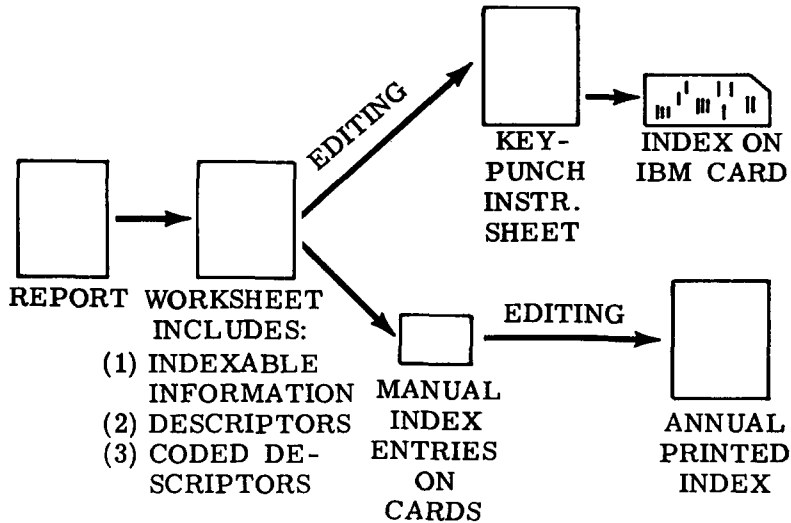 REPORT
WORKSHEET
INCLUDES:
(1) INDEXABLE
INFORMATION
(2) DESCRIPTORS
(3) CODED DE-
SCRIPTORS
EDITING
KEY-
PUNCH
INSTR.
SHEET
INDEX ON
IBM CARD
MANUAL
INDEX
ENTRIES
ON
CARDS
EDITING
ANNUAL
PRINTED
INDEX